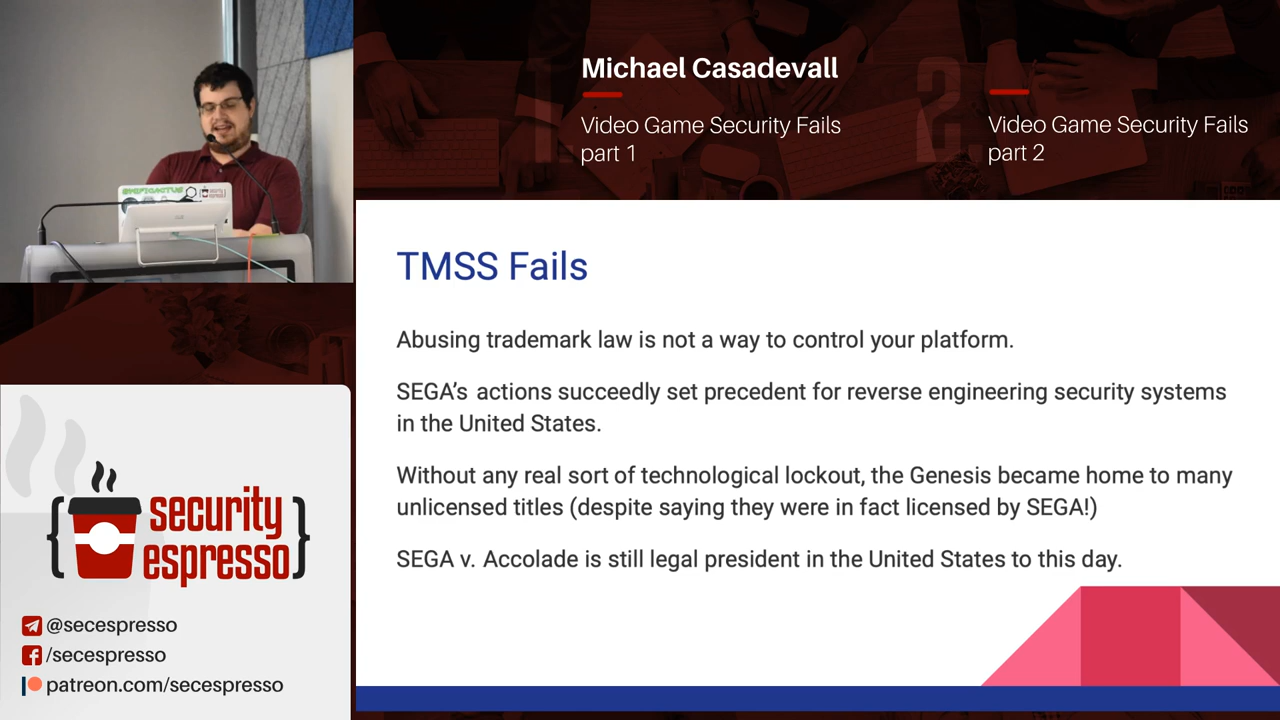 Michael Casadevall
1
Video Game Security Fails
part 1
2
Video Game Security Fails
part 2
TMSS Fails
Abusing trademark law is not a way to control your platform.
SEGA's actions succeedly set precedent for reverse engineering security systems
in the United States.
Without any real sort of technological lockout, the Genesis became home to many
unlicensed titles (despite saying they were in fact licensed by SEGA!)
SEGA v. Accolade is still legal president in the United States to this day.
security
espresso
@secespresso
/secespresso
patreon.com/secespresso